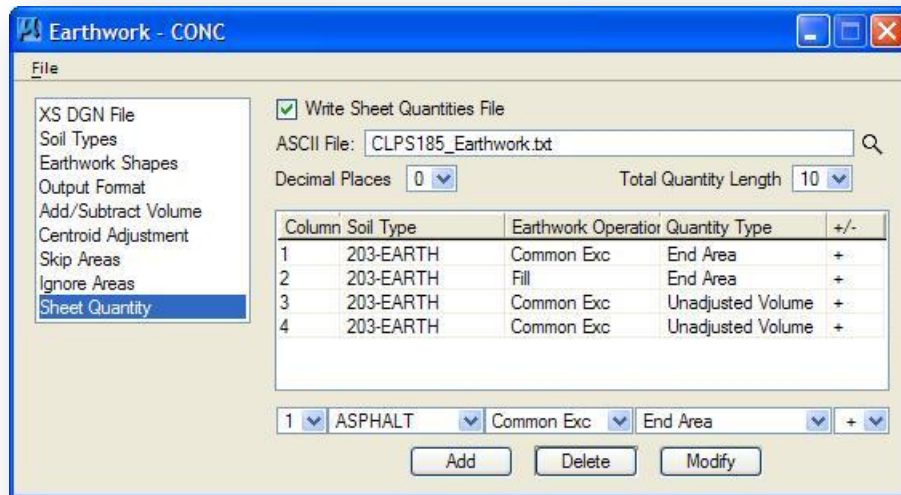 Earthwork - CONC
File
XS DGN File
Soil Types
Earthwork Shapes
Output Format
Add/Subtract Volume
Centroid Adjustment
Skip Areas
Ignore Areas
Sheet Quantity
Write Sheet Quantities File
ASCII File: CLPS185_Earthwork.txt
Decimal Places 0 Total Quantity Length 10
Column Soil Type Earthwork Operation Quantity Type +/-
1 203-EARTH Common Exc End Area +
2 203-EARTH Fill End Area +
3 203-EARTH Common Exc Unadjusted Volume +
4 203-EARTH Common Exc Unadjusted Volume +
1 ASPHALT Common Exc End Area +
Add Delete Modify